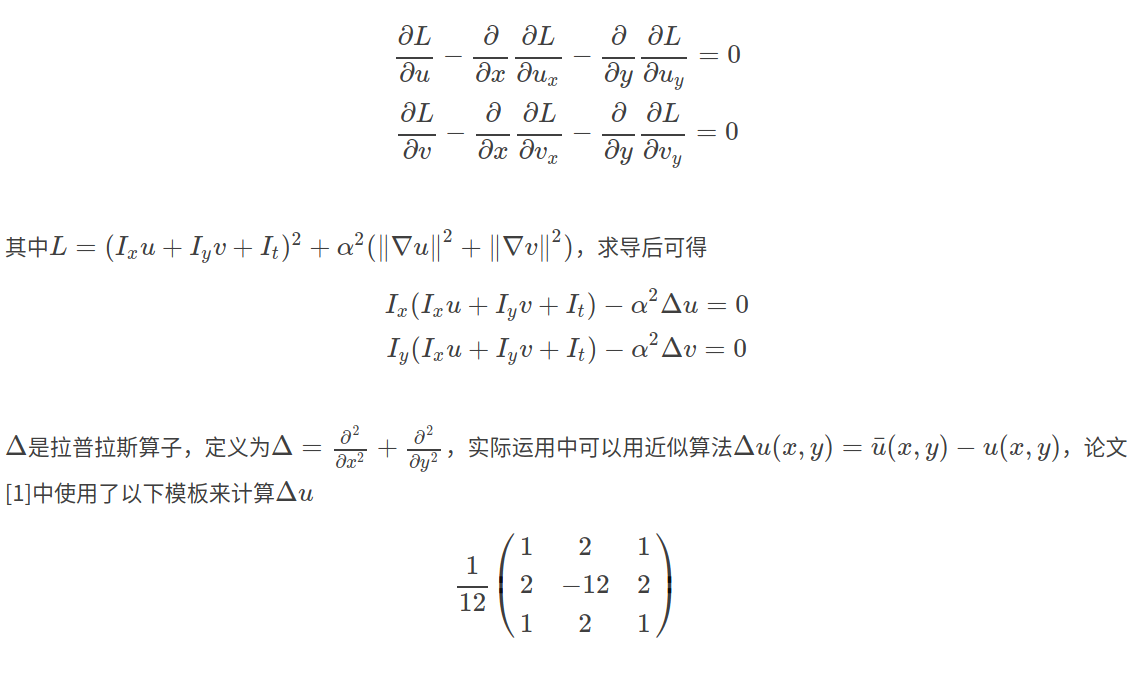 $$\frac{\partial L}{\partial u} - \frac{\partial}{\partial x}\frac{\partial L}{\partial u_x} - \frac{\partial}{\partial y}\frac{\partial L}{\partial u_y} = 0$$
$$\frac{\partial L}{\partial v} - \frac{\partial}{\partial x}\frac{\partial L}{\partial v_x} - \frac{\partial}{\partial y}\frac{\partial L}{\partial v_y} = 0$$
其中$L = (I_x u + I_y v + I_t)^2 + \alpha^2(\|\nabla u\|^2 + \|\nabla v\|^2)$，求导后可得
$$I_x(I_x u + I_y v + I_t) - \alpha^2 \Delta u = 0$$
$$I_y(I_x u + I_y v + I_t) - \alpha^2 \Delta v = 0$$
$\Delta$是拉普拉斯算子，定义为$\Delta = \frac{\partial^2}{\partial x^2} + \frac{\partial^2}{\partial y^2}$，实际运用中可以用近似算法$\Delta u(x, y) = \bar{u}(x, y) - u(x, y)$，论文
[1]中使用了以下模板来计算$\Delta u$
$$\frac{1}{12}\begin{pmatrix} 1 & 2 & 1 \\ 2 & -12 & 2 \\ 1 & 2 & 1 \end{pmatrix}$$